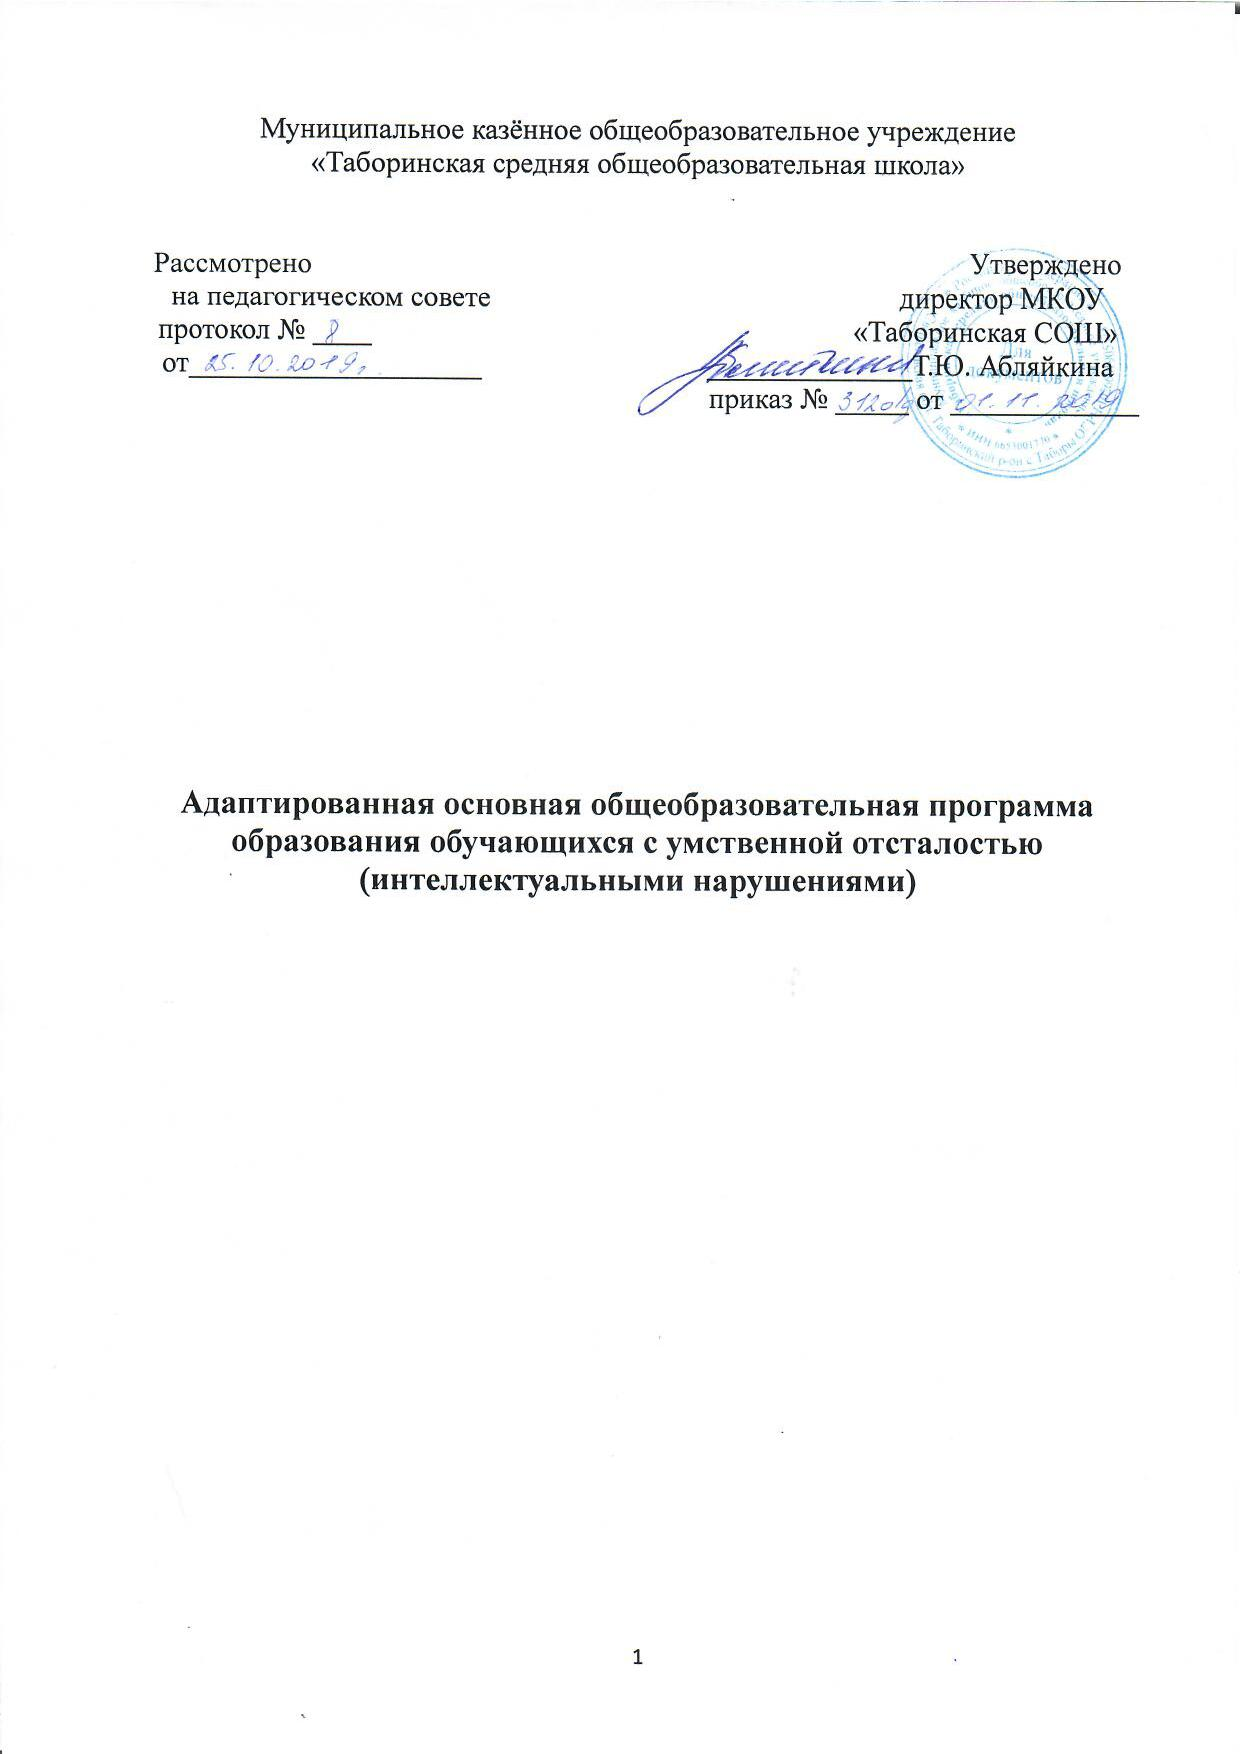 Муниципальное казённое общеобразовательное учреждение
«Таборинская средняя общеобразовательная школа»
Рассмотрено
на педагогическом совете
протокол № 8
от 25.10.2019г.
Утверждено
директор МКОУ
«Таборинская СОШ»
Т.Ю. Абляйкина
приказ № от 01.11.2019
Для
документов
Адаптированная основная общеобразовательная программа
образования обучающихся с умственной отсталостью
(интеллектуальными нарушениями)
1